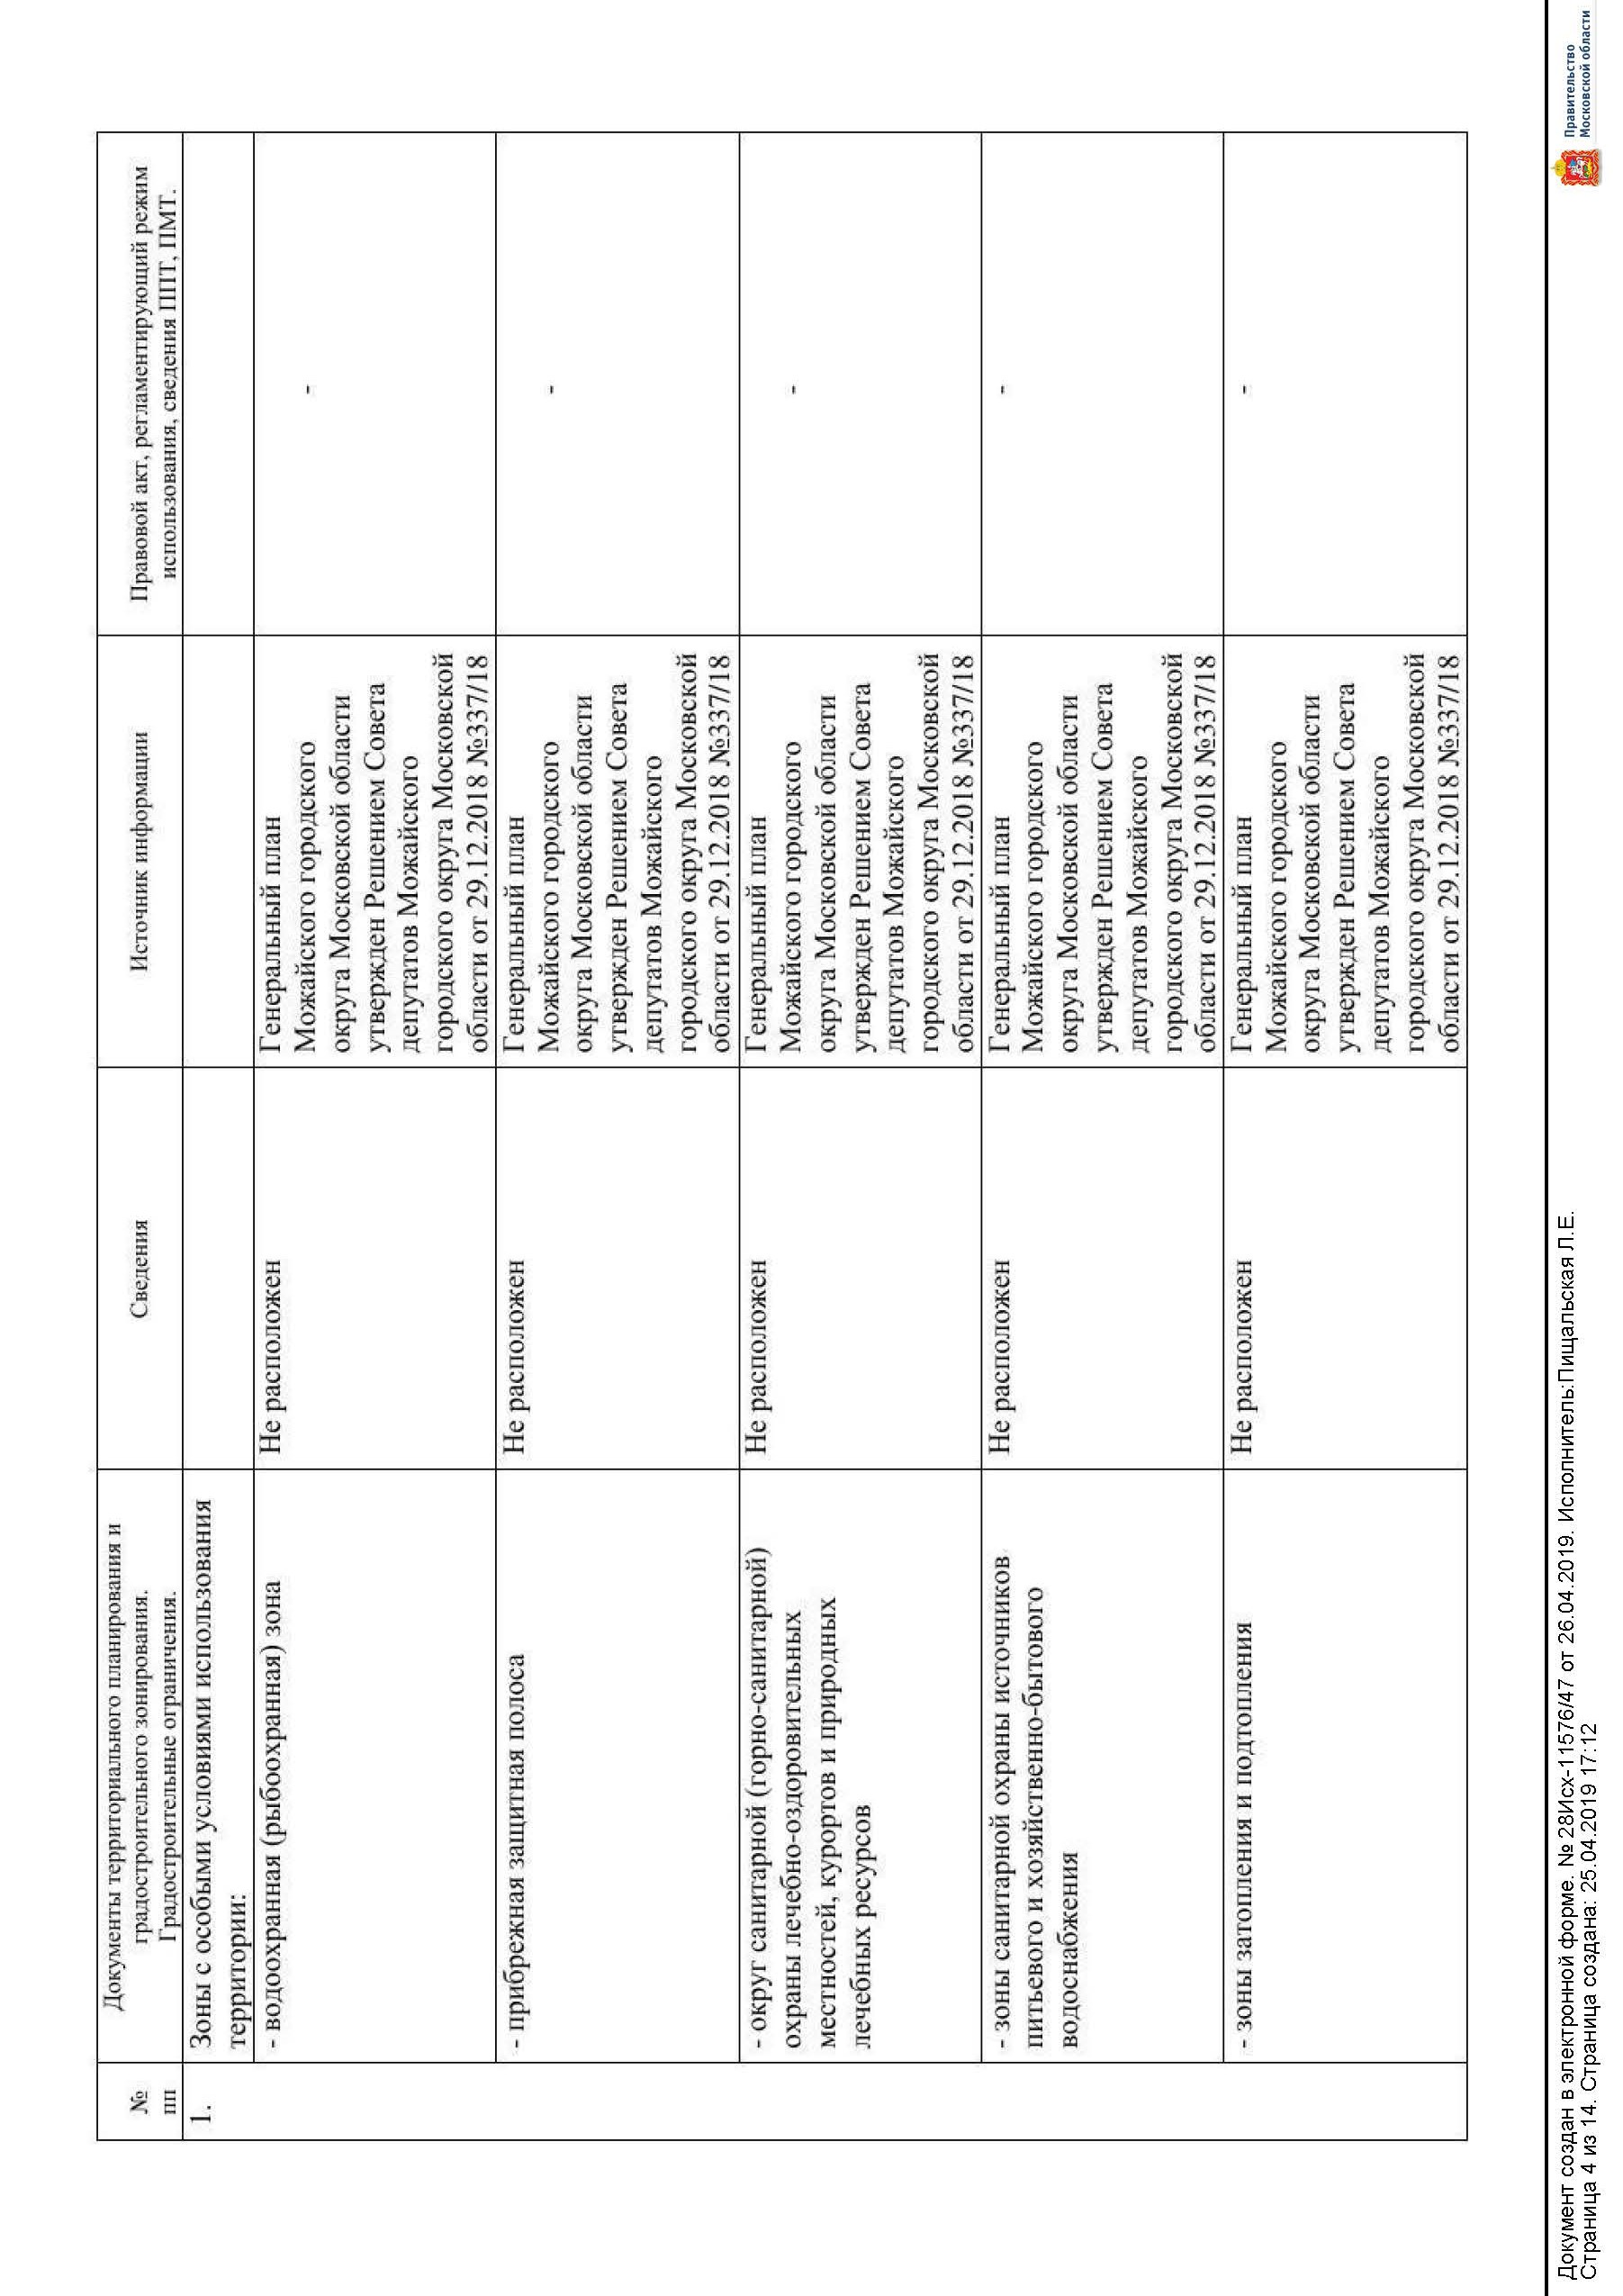 №
пп
Документы территориального планирования и
градостроительного зонирования.
Градостроительные ограничения.
Сведения
Источник информации
Правовой акт, регламентирующий режим
использования, сведения ППТ, ПМТ.
1.
Зоны с особыми условиями использования
территории:
- водоохранная (рыбоохранная) зона
Не расположен
Генеральный план
Можайского городского
округа Московской области
утвержден Решением Совета
депутатов Можайского
городского округа Московской
области от 29.12.2018 №337/18
-
- прибрежная защитная полоса
Не расположен
Генеральный план
Можайского городского
округа Московской области
утвержден Решением Совета
депутатов Можайского
городского округа Московской
области от 29.12.2018 №337/18
-
- округ санитарной (горно-санитарной)
охраны лечебно-оздоровительных
местностей, курортов и природных
лечебных ресурсов
Не расположен
Генеральный план
Можайского городского
округа Московской области
утвержден Решением Совета
депутатов Можайского
городского округа Московской
области от 29.12.2018 №337/18
-
- зоны санитарной охраны источников
питьевого и хозяйственно-бытового
водоснабжения
Не расположен
Генеральный план
Можайского городского
округа Московской области
утвержден Решением Совета
депутатов Можайского
городского округа Московской
области от 29.12.2018 №337/18
-
- зоны затопления и подтопления
Не расположен
Генеральный план
Можайского городского
округа Московской области
утвержден Решением Совета
депутатов Можайского
городского округа Московской
области от 29.12.2018 №337/18
-
Документ создан в электронной форме. № 28Исх-11576/47 от 26.04.2019. Исполнитель:Пищальская Л.Е.
Страница 4 из 14. Страница создана: 25.04.2019 17:12
Правительство
Московской области